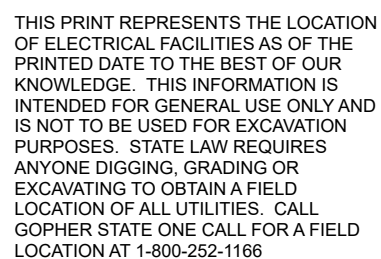 THIS PRINT REPRESENTS THE LOCATION
OF ELECTRICAL FACILITIES AS OF THE
PRINTED DATE TO THE BEST OF OUR
KNOWLEDGE.  THIS INFORMATION IS
INTENDED FOR GENERAL USE ONLY AND
IS NOT TO BE USED FOR EXCAVATION
PURPOSES.  STATE LAW REQUIRES
ANYONE DIGGING, GRADING OR
EXCAVATING TO OBTAIN A FIELD
LOCATION OF ALL UTILITIES.  CALL
GOPHER STATE ONE CALL FOR A FIELD
LOCATION AT 1-800-252-1166